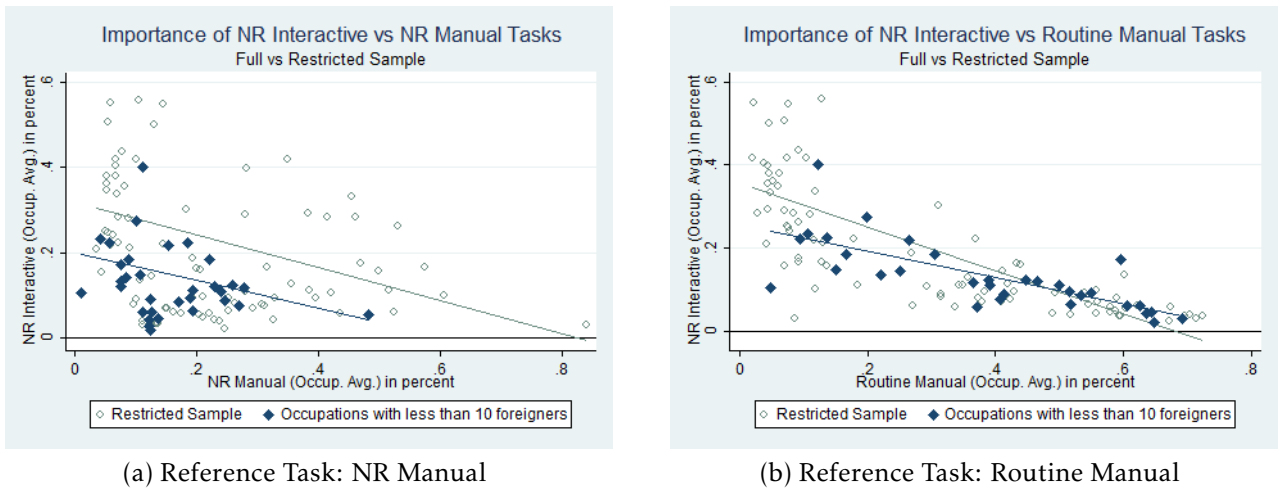 Importance of NR Interactive vs NR Manual Tasks
Full vs Restricted Sample
NR Interactive (Occup. Avg.) in percent
.6
.4
.2
0
0 .2 .4 .6 .8
NR Manual (Occup. Avg.) in percent
Restricted Sample Occupations with less than 10 foreigners
(a) Reference Task: NR Manual
Importance of NR Interactive vs Routine Manual Tasks
Full vs Restricted Sample
NR Interactive (Occup. Avg.) in percent
.6
.4
.2
0
0 .2 .4 .6 .8
Routine Manual (Occup. Avg.) in percent
Restricted Sample Occupations with less than 10 foreigners
(b) Reference Task: Routine Manual